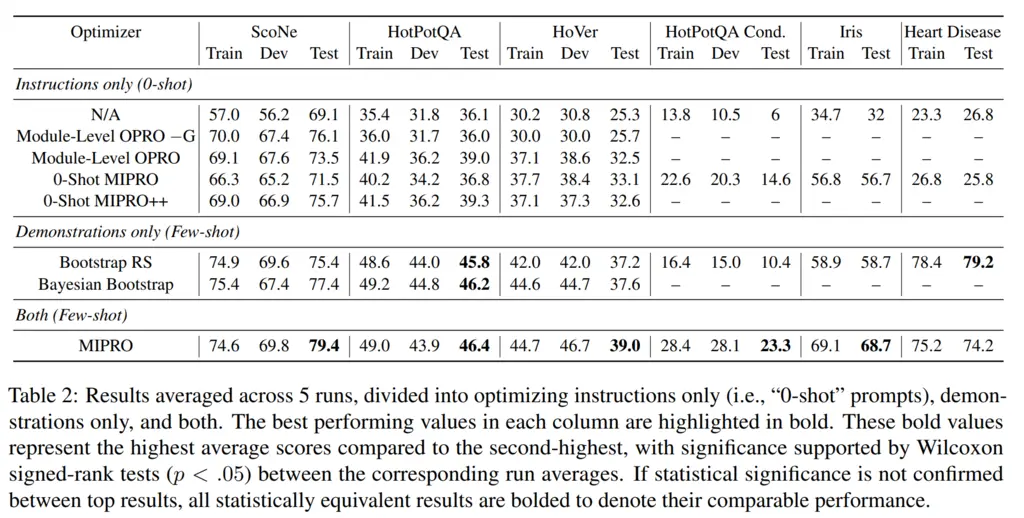 Optimizer ScoNe HotPotQA HoVer HotPotQA Cond. Iris Heart Disease
Train Dev Test Train Dev Test Train Dev Test Train Dev Test Train Test Train Test
Instructions only (0-shot)
N/A 57.0 56.2 69.1 35.4 31.8 36.1 30.2 30.8 25.3 13.8 10.5 6 34.7 32 23.3 26.8
Module-Level OPRO −G 70.0 67.4 76.1 36.0 31.7 36.0 30.0 30.0 25.7 – – – – – – –
Module-Level OPRO 69.1 67.6 73.5 41.9 36.2 39.0 37.1 38.6 32.5 – – – – – – –
0-Shot MIPRO 66.3 65.2 71.5 40.2 34.2 36.8 37.7 38.4 33.1 22.6 20.3 14.6 56.8 56.7 26.8 25.8
0-Shot MIPRO++ 69.0 66.9 75.7 41.5 36.2 39.3 37.1 37.3 32.6 – – – – – – –
Demonstrations only (Few-shot)
Bootstrap RS 74.9 69.6 75.4 48.6 44.0 45.8 42.0 42.0 37.2 16.4 15.0 10.4 58.9 58.7 78.4 79.2
Bayesian Bootstrap 75.4 67.4 77.4 49.2 44.8 46.2 44.6 44.7 37.6 – – – – – – –
Both (Few-shot)
MIPRO 74.6 69.8 79.4 49.0 43.9 46.4 44.7 46.7 39.0 28.4 28.1 23.3 69.1 68.7 75.2 74.2
Table 2: Results averaged across 5 runs, divided into optimizing instructions only (i.e., “0-shot” prompts), demon-
strations only, and both. The best performing values in each column are highlighted in bold. These bold values
represent the highest average scores compared to the second-highest, with significance supported by Wilcoxon
signed-rank tests (p < .05) between the corresponding run averages. If statistical significance is not confirmed
between top results, all statistically equivalent results are bolded to denote their comparable performance.